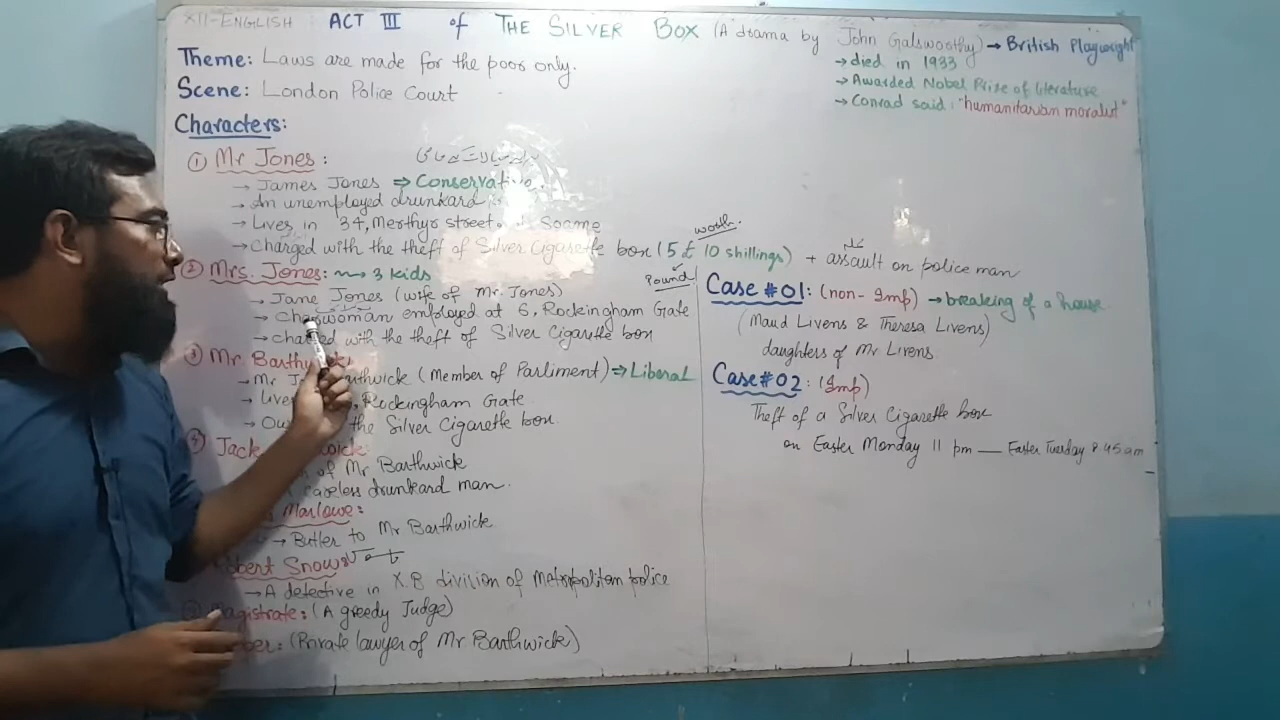 XII-ENGLISH ACT III of THE SILVER BOX (A drama by John Galsworthy) → British Playwright
→ died in 1933
→ Awarded Nobel Prize of literature
→ Conrad said: "humanitarian moralist"
Theme: Laws are made for the poor only.
Scene: London Police Court
Characters:
① Mr Jones:
→ James Jones ⇒ Conservative
→ An unemployed drunkard
→ Lives in 34, Merthyr street, Soame
→ Charged with the theft of Silver Cigarette box (5 £ 10 shillings) + assault on police man
worth.
Pound
② Mrs. Jones: 3 kids
→ Jane Jones (wife of Mr. Jones)
→ Charwoman employed at 6, Rockingham Gate
→ charged with the theft of Silver Cigarette box
③ Mr Barthwick
→ Mr Barthwick (Member of Parliment) ⇒ Liberal
→ Rockingham Gate
→ the Silver Cigarette box.
④ Jack
of Mr Barthwick
careless drunkard man.
Marlowe:
→ Butler to Mr Barthwick
Robert Snow
→ A detective in X.B division of metropolitan police
Magistrate: (A greedy Judge)
(Private lawyer of Mr Barthwick)
Case #01: (non-Imp) → breaking of a house
(Maud Livens & Theresa Livens)
daughters of Mr Livens
Case #02: (Imp)
Theft of a Silver Cigarette box
on Easter Monday 11 pm — Easter Tuesday 8:45 am